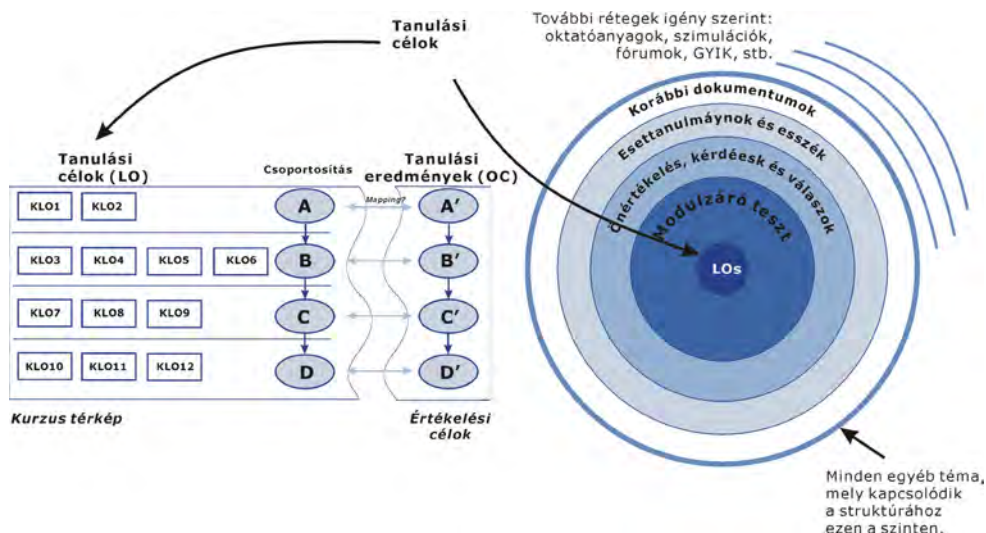 Tanulási
célok
További rétegek igény szerint:
oktatóanyagok, szimulációk,
fórumok, GYIK, stb.
Tanulási
célok (LO)
Csoportosítás
Tanulási
eredmények (OC)
KLO1 KLO2
A
Mapping?
A'
KLO3 KLO4 KLO5 KLO6
B
B'
KLO7 KLO8 KLO9
C
C'
KLO10 KLO11 KLO12
D
D'
Kurzus térkép
Értékelési
célok
Korábbi dokumentumok
Esettanulmáynok és esszék
Önértékelés, kérdéesk és válaszok
Modulzáró teszt
LOs
Minden egyéb téma,
mely kapcsolódik
a struktúrához
ezen a szinten.